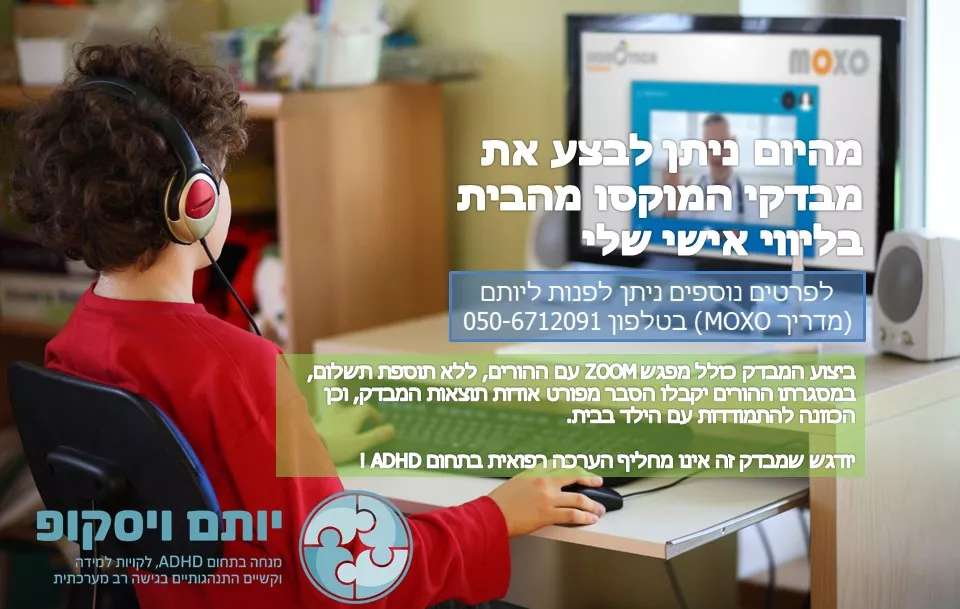 MOXO
מהיום ניתן לבצע את
מבדקי המוקסו מהבית
בליווי אישי שלי
לפרטים נוספים ניתן לפנות ליותם
(מדריך MOXO) בטלפון 050-6712091
ביצוע המבדק כולל מפגש ZOOM עם ההורים, ללא תוספת תשלום,
במסגרתו ההורים יקבלו הסבר מפורט אודות תוצאות המבדק, וכן
הכוונה להתמודדות עם הילד בבית.
יודגש שמבדק זה אינו מחליף הערכה רפואית בתחום ADHD !
יותם ויסקופ
מנחה בתחום ADHD, לקויות למידה
וקשיים התנהגותיים בגישה רב מערכתית